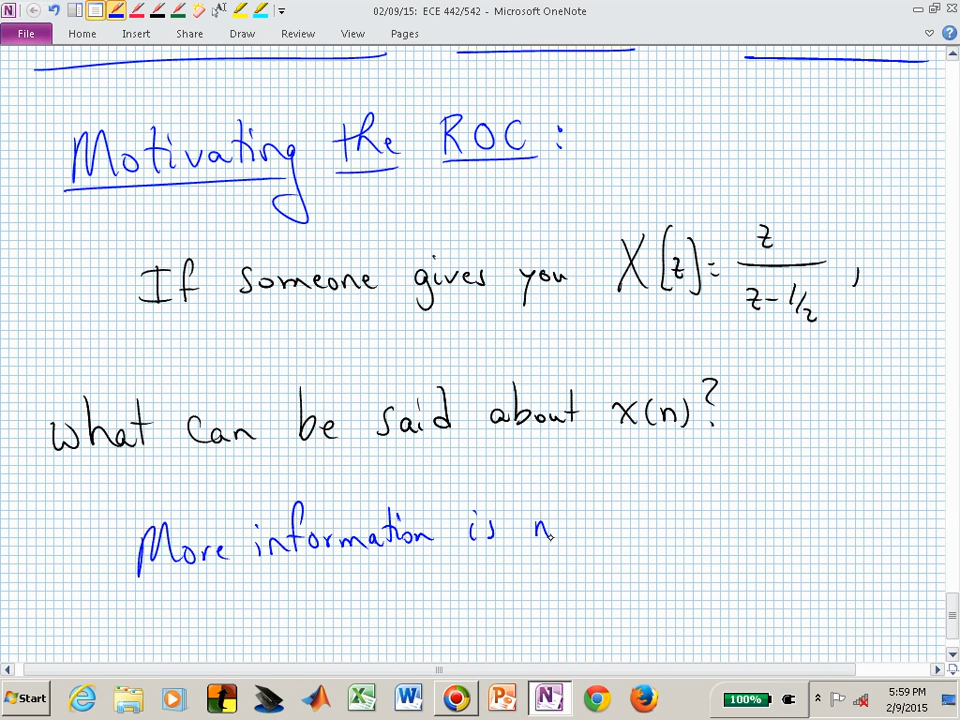 02/09/15: ECE 442/542 - Microsoft OneNote
File Home Insert Share Draw Review View Pages
Motivating the ROC:
If someone gives you X[z] = z / (z - 1/2) ,
what can be said about x(n)?
More information is n
Start
100%
5:59 PM
2/9/2015